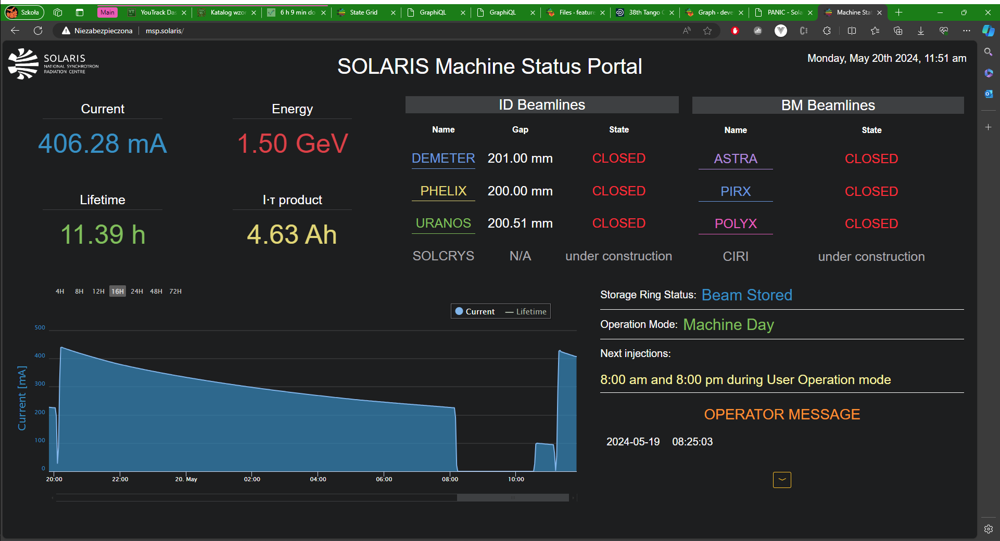 Szkoła
Main
YouTrack Das
Katalog wzor
6 h 9 min do
State Grid
GraphiQL
GraphiQL
Files · feature
38th Tango C
Graph · deve
PANIC - Sola
Machine Stat
Niezabezpieczona
msp.solaris/
SOLARIS
NATIONAL SYNCHROTRON
RADIATION CENTRE
SOLARIS Machine Status Portal
Monday, May 20th 2024, 11:51 am
Current
406.28 mA
Energy
1.50 GeV
Lifetime
11.39 h
I·τ product
4.63 Ah
ID Beamlines
Name Gap State
DEMETER 201.00 mm CLOSED
PHELIX 200.00 mm CLOSED
URANOS 200.51 mm CLOSED
SOLCRYS N/A under construction
BM Beamlines
Name State
ASTRA CLOSED
PIRX CLOSED
POLYX CLOSED
CIRI under construction
4H 8H 12H 16H 24H 48H 72H
Current Lifetime
Current [mA]
500
400
300
200
100
0
20:00 22:00 20. May 02:00 04:00 06:00 08:00 10:00
Storage Ring Status: Beam Stored
Operation Mode: Machine Day
Next injections:
8:00 am and 8:00 pm during User Operation mode
OPERATOR MESSAGE
2024-05-19 08:25:03